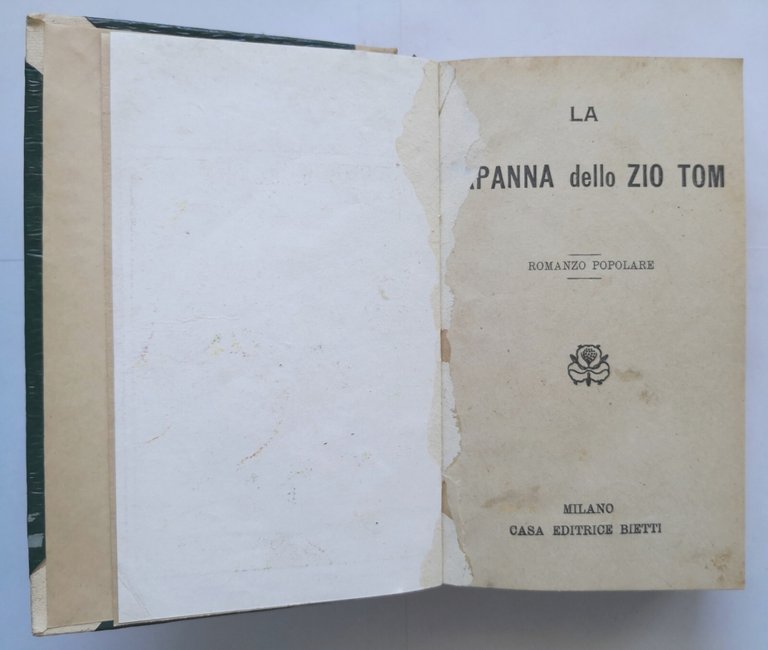 LA
APANNA dello ZIO TOM
ROMANZO POPOLARE
MILANO
CASA EDITRICE BIETTI